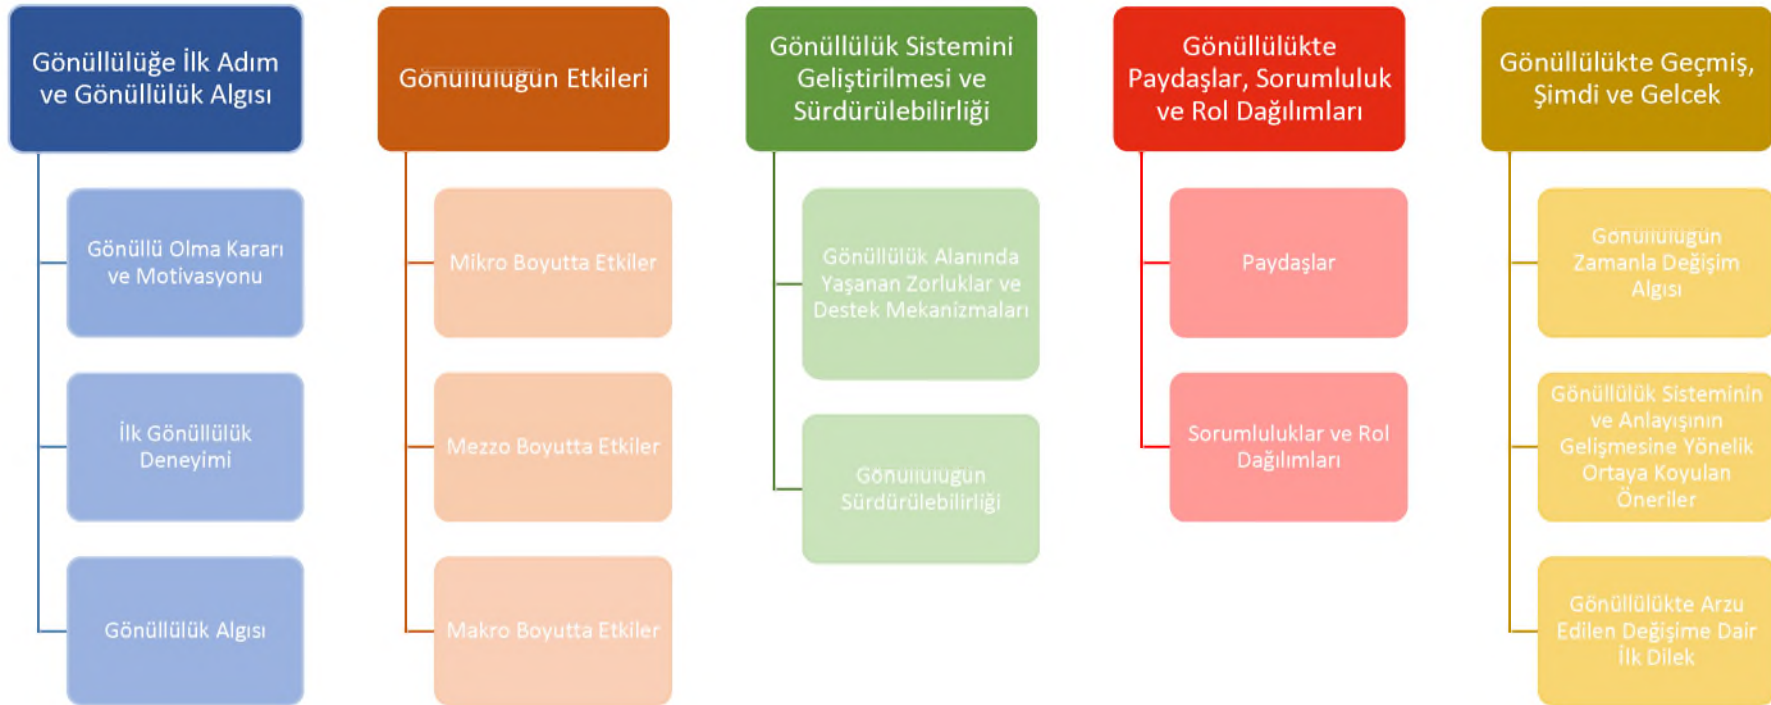 Gönüllülüğe İlk Adım
ve Gönüllülük Algısı
Gönüllü Olma Kararı
ve Motivasyonu
İlk Gönüllülük
Deneyimi
Gönüllülük Algısı
Gönüllülüğün Etkileri
Mikro Boyutta Etkiler
Mezzo Boyutta Etkiler
Makro Boyutta Etkiler
Gönüllülük Sistemini
Geliştirilmesi ve
Sürdürülebilirliği
Gönüllülük Alanında
Yaşanan Zorluklar ve
Destek Mekanizmaları
Gönüllülüğün
Sürdürülebilirliği
Gönüllülükte
Paydaşlar, Sorumluluk
ve Rol Dağılımları
Paydaşlar
Sorumluluklar ve Rol
Dağılımları
Gönüllülükte Geçmiş,
Şimdi ve Gelcek
Gönüllülüğün
Zamanla Değişim
Algısı
Gönüllülük Sisteminin
ve Anlayışının
Gelişmesine Yönelik
Ortaya Koyulan
Öneriler
Gönüllülükte Arzu
Edilen Değişime Dair
İlk Dilek